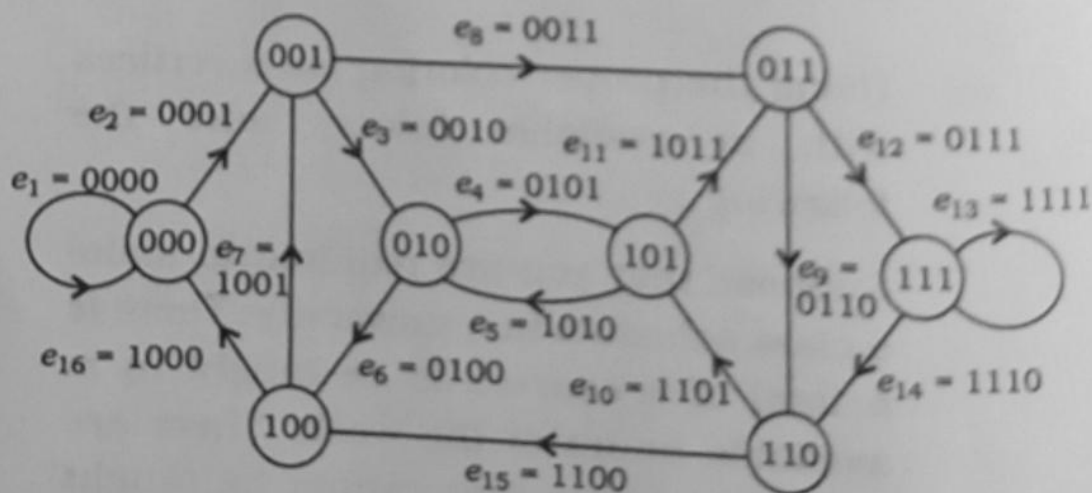 e₈ = 0011
001
011
e₂ = 0001
e₃ = 0010
e₁₁ = 1011
e₁₂ = 0111
e₁ = 0000
e₄ = 0101
e₁₃ = 1111
000
e₇ =
1001
010
101
e₉ =
0110
111
e₅ = 1010
e₁₆ = 1000
e₆ = 0100
e₁₀ = 1101
e₁₄ = 1110
100
110
e₁₅ = 1100